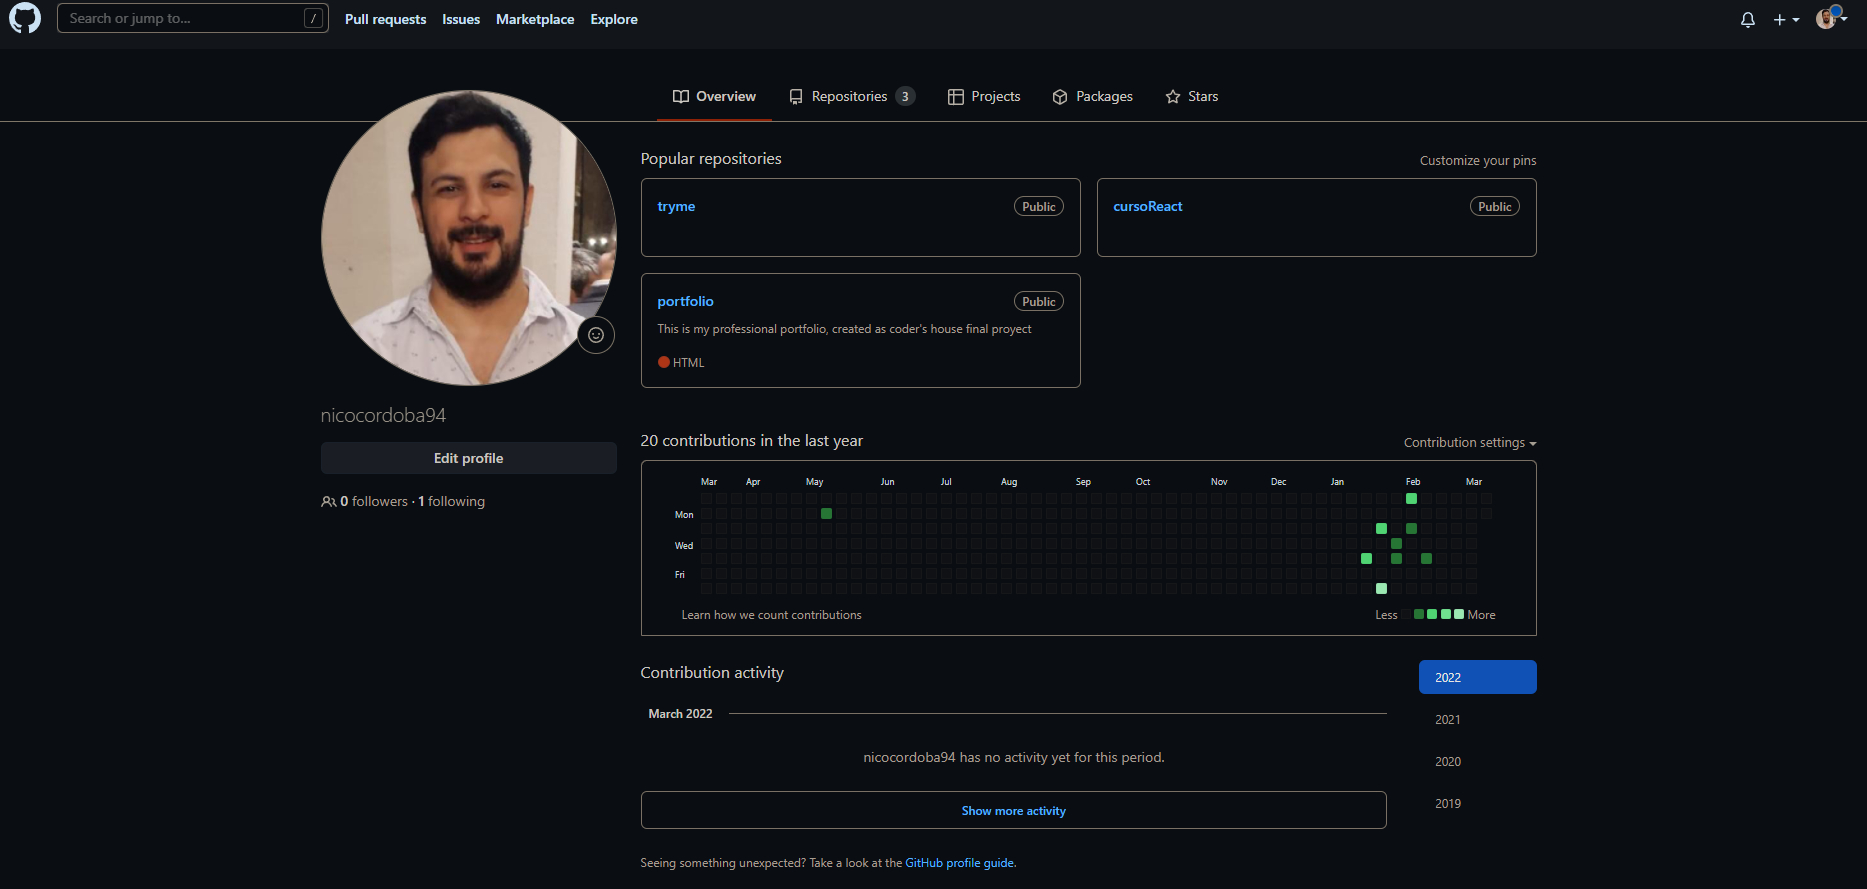 Search or jump to... / Pull requests Issues Marketplace Explore
Overview Repositories 3 Projects Packages Stars
nicocordoba94
Edit profile
0 followers · 1 following
Popular repositories Customize your pins
tryme Public
cursoReact Public
portfolio Public
This is my professional portfolio, created as coder's house final proyect
HTML
20 contributions in the last year Contribution settings
Mar Apr May Jun Jul Aug Sep Oct Nov Dec Jan Feb Mar
Mon
Wed
Fri
Learn how we count contributions Less More
Contribution activity
March 2022
nicocordoba94 has no activity yet for this period.
Show more activity
2022
2021
2020
2019
Seeing something unexpected? Take a look at the GitHub profile guide.